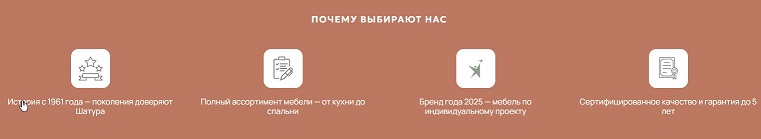 ПОЧЕМУ ВЫБИРАЮТ НАС
История с 1961 года — поколения доверяют
Шатура
Полный ассортимент мебели — от кухни до
спальни
Бренд года 2025 — мебель по
индивидуальному проекту
Сертифицированное качество и гарантия до 5
лет